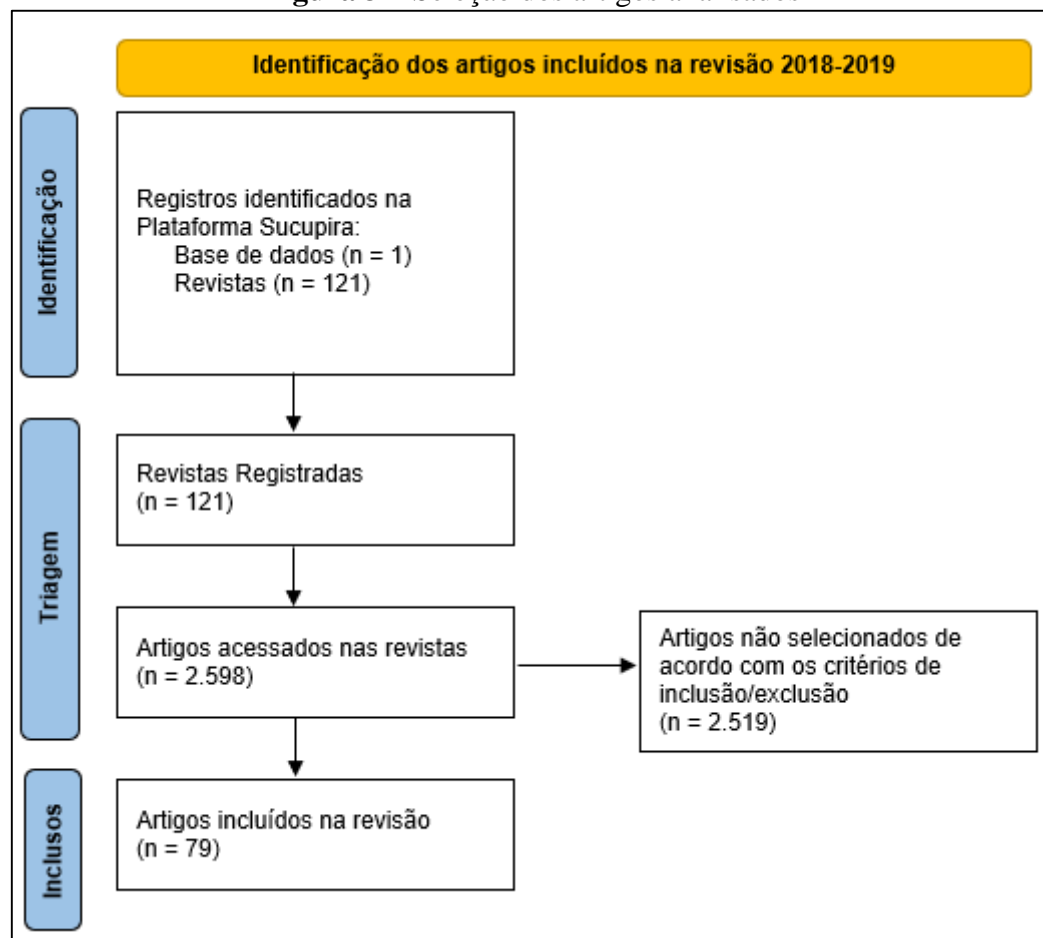 Identificação dos artigos incluídos na revisão 2018-2019
Identificação
Registros identificados na
Plataforma Sucupira:
Base de dados (n = 1)
Revistas (n = 121)
Triagem
Revistas Registradas
(n = 121)
Artigos acessados nas revistas
(n = 2.598)
Artigos não selecionados de
acordo com os critérios de
inclusão/exclusão
(n = 2.519)
Inclusos
Artigos incluídos na revisão
(n = 79)